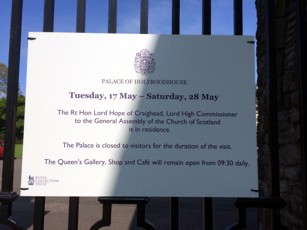 PALACE OF HOLYROODHOUSE
Tuesday, 17 May – Saturday, 28 May
The Rt Hon Lord Hope of Craighead, Lord High Commissioner
to the General Assembly of the Church of Scotland
is in residence.
The Palace is closed to visitors for the duration of the visit.
The Queen's Gallery, Shop and Café will remain open from 09:30 daily.
ROYAL
COLLECTION
TRUST